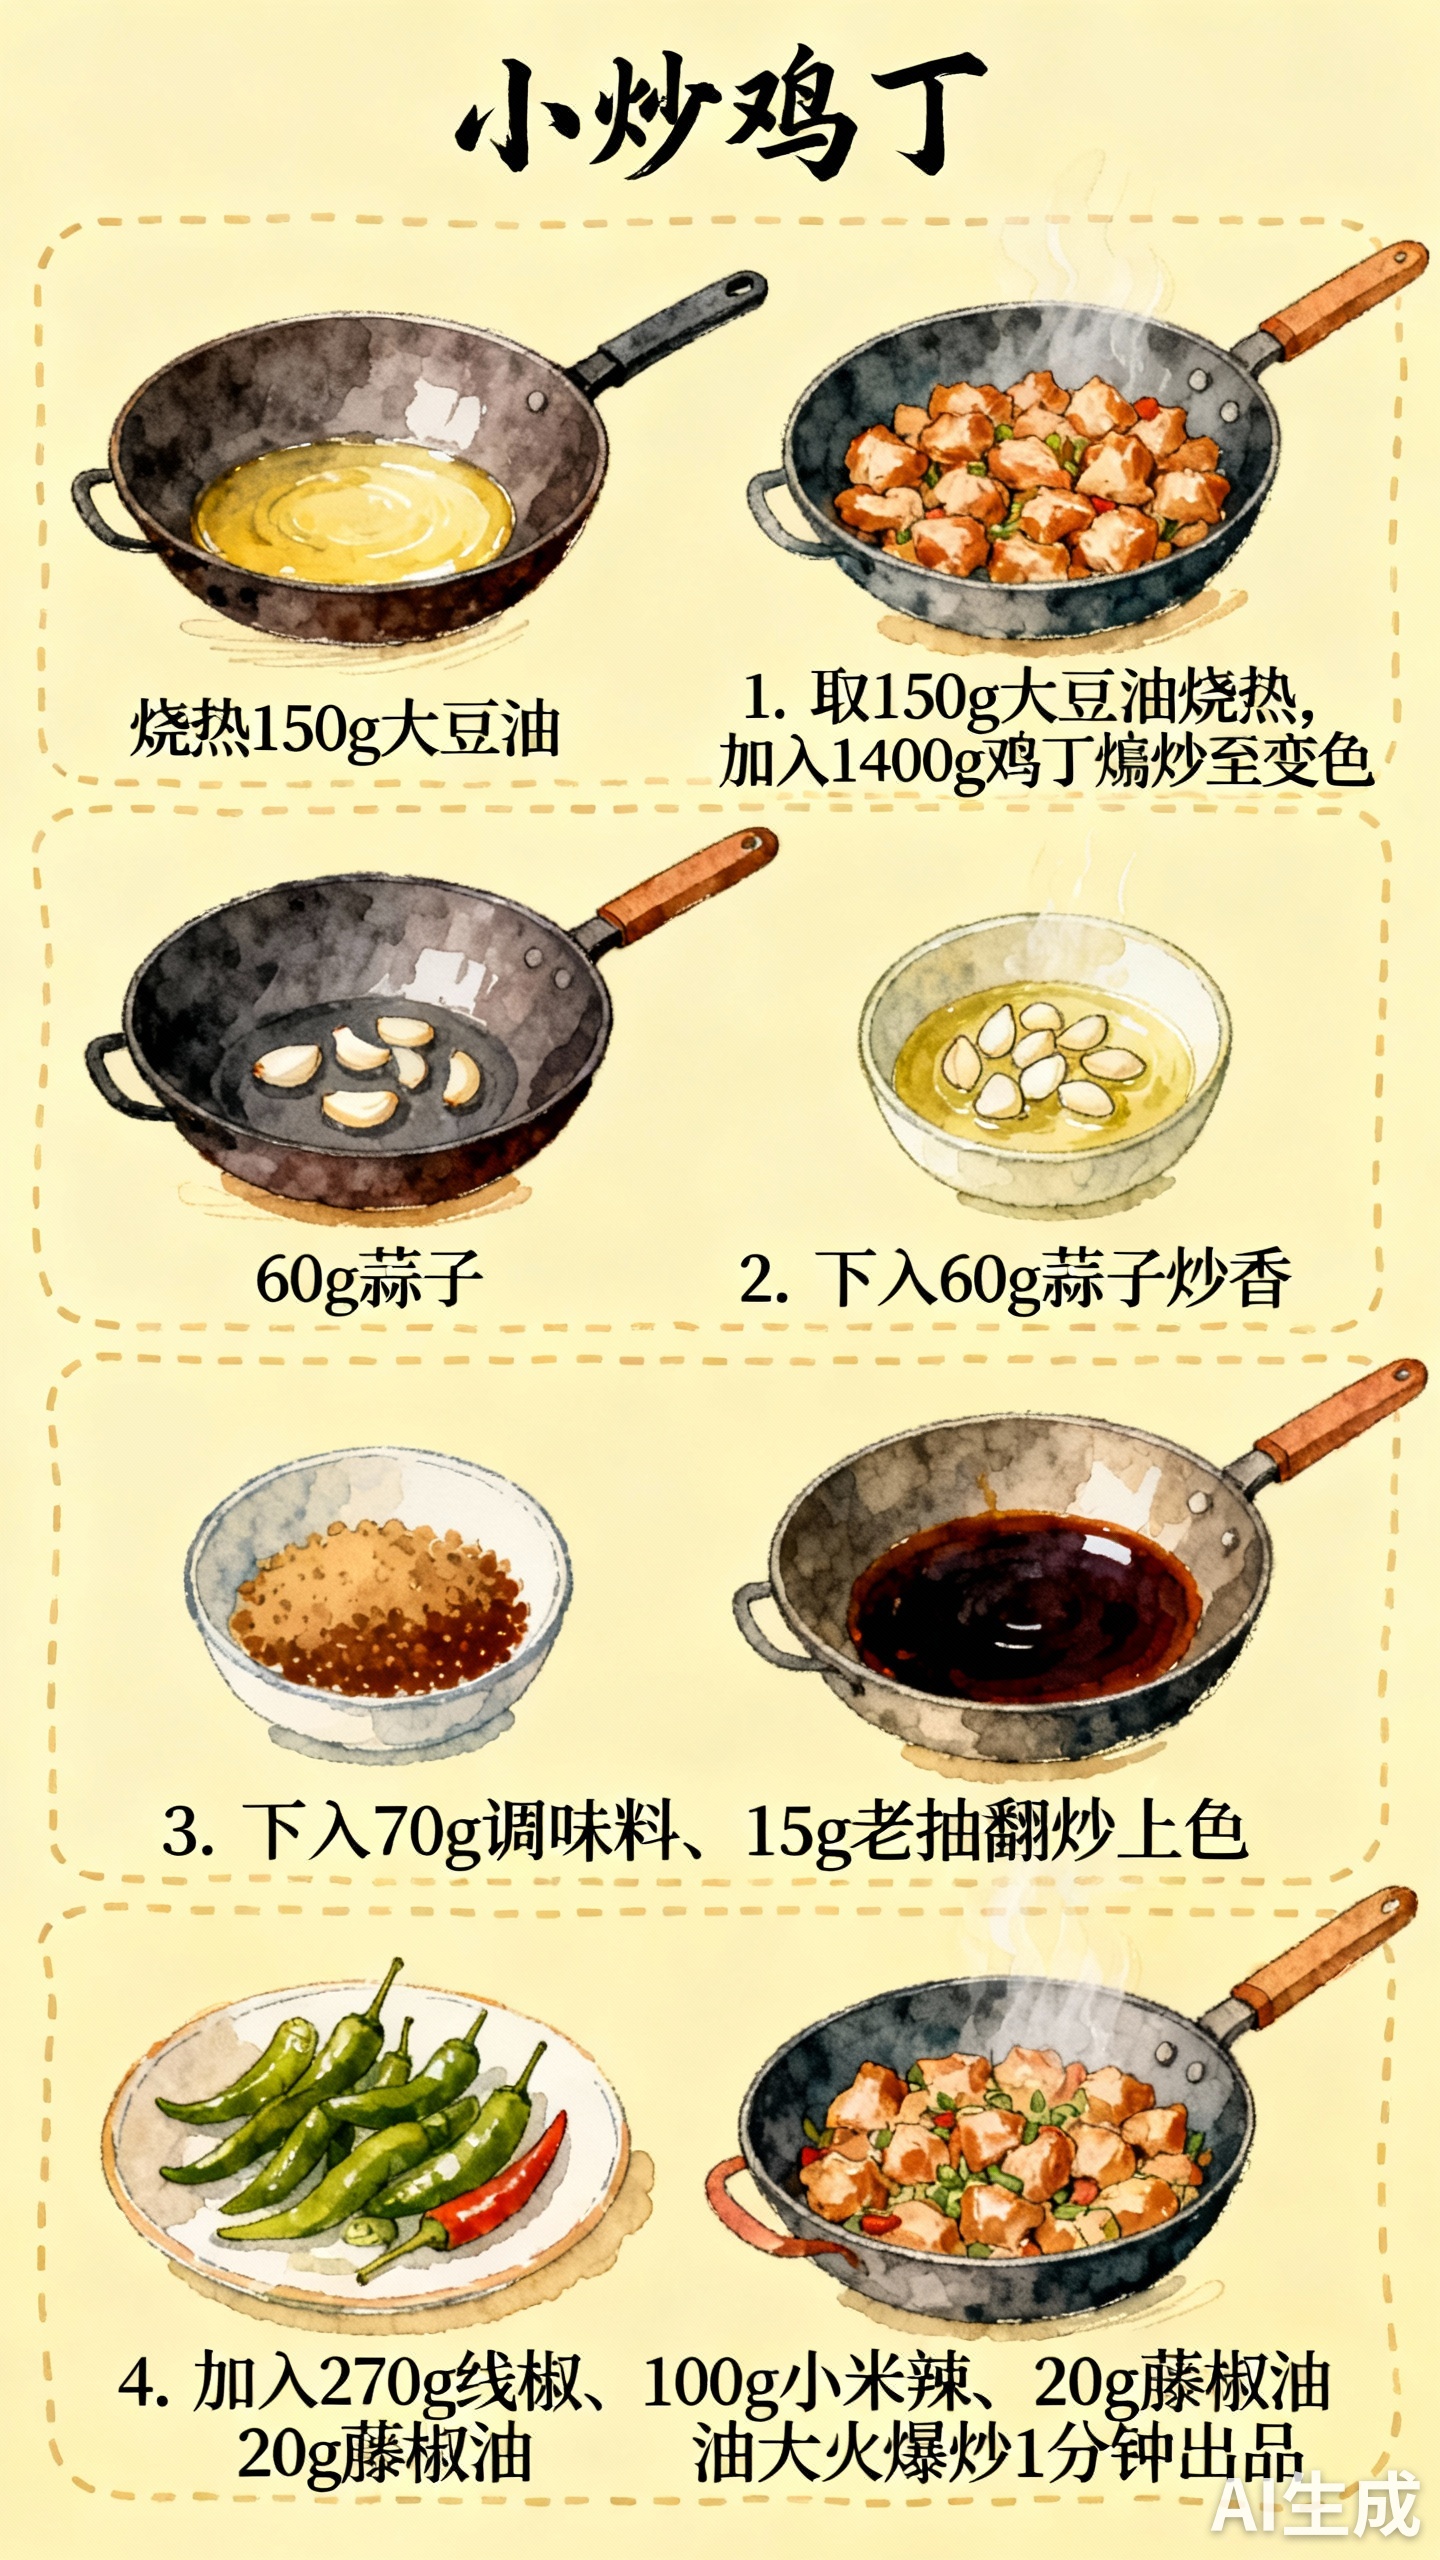 小炒鸡丁
烧热150g大豆油
1. 取150g大豆油烧热，
加入1400g鸡丁煸炒至变色
60g蒜子
2. 下入60g蒜子炒香
3. 下入70g调味料、15g老抽翻炒上色
4. 加入270g线椒、100g小米辣、20g藤椒油
20g藤椒油 油大火爆炒1分钟出品
AI生成